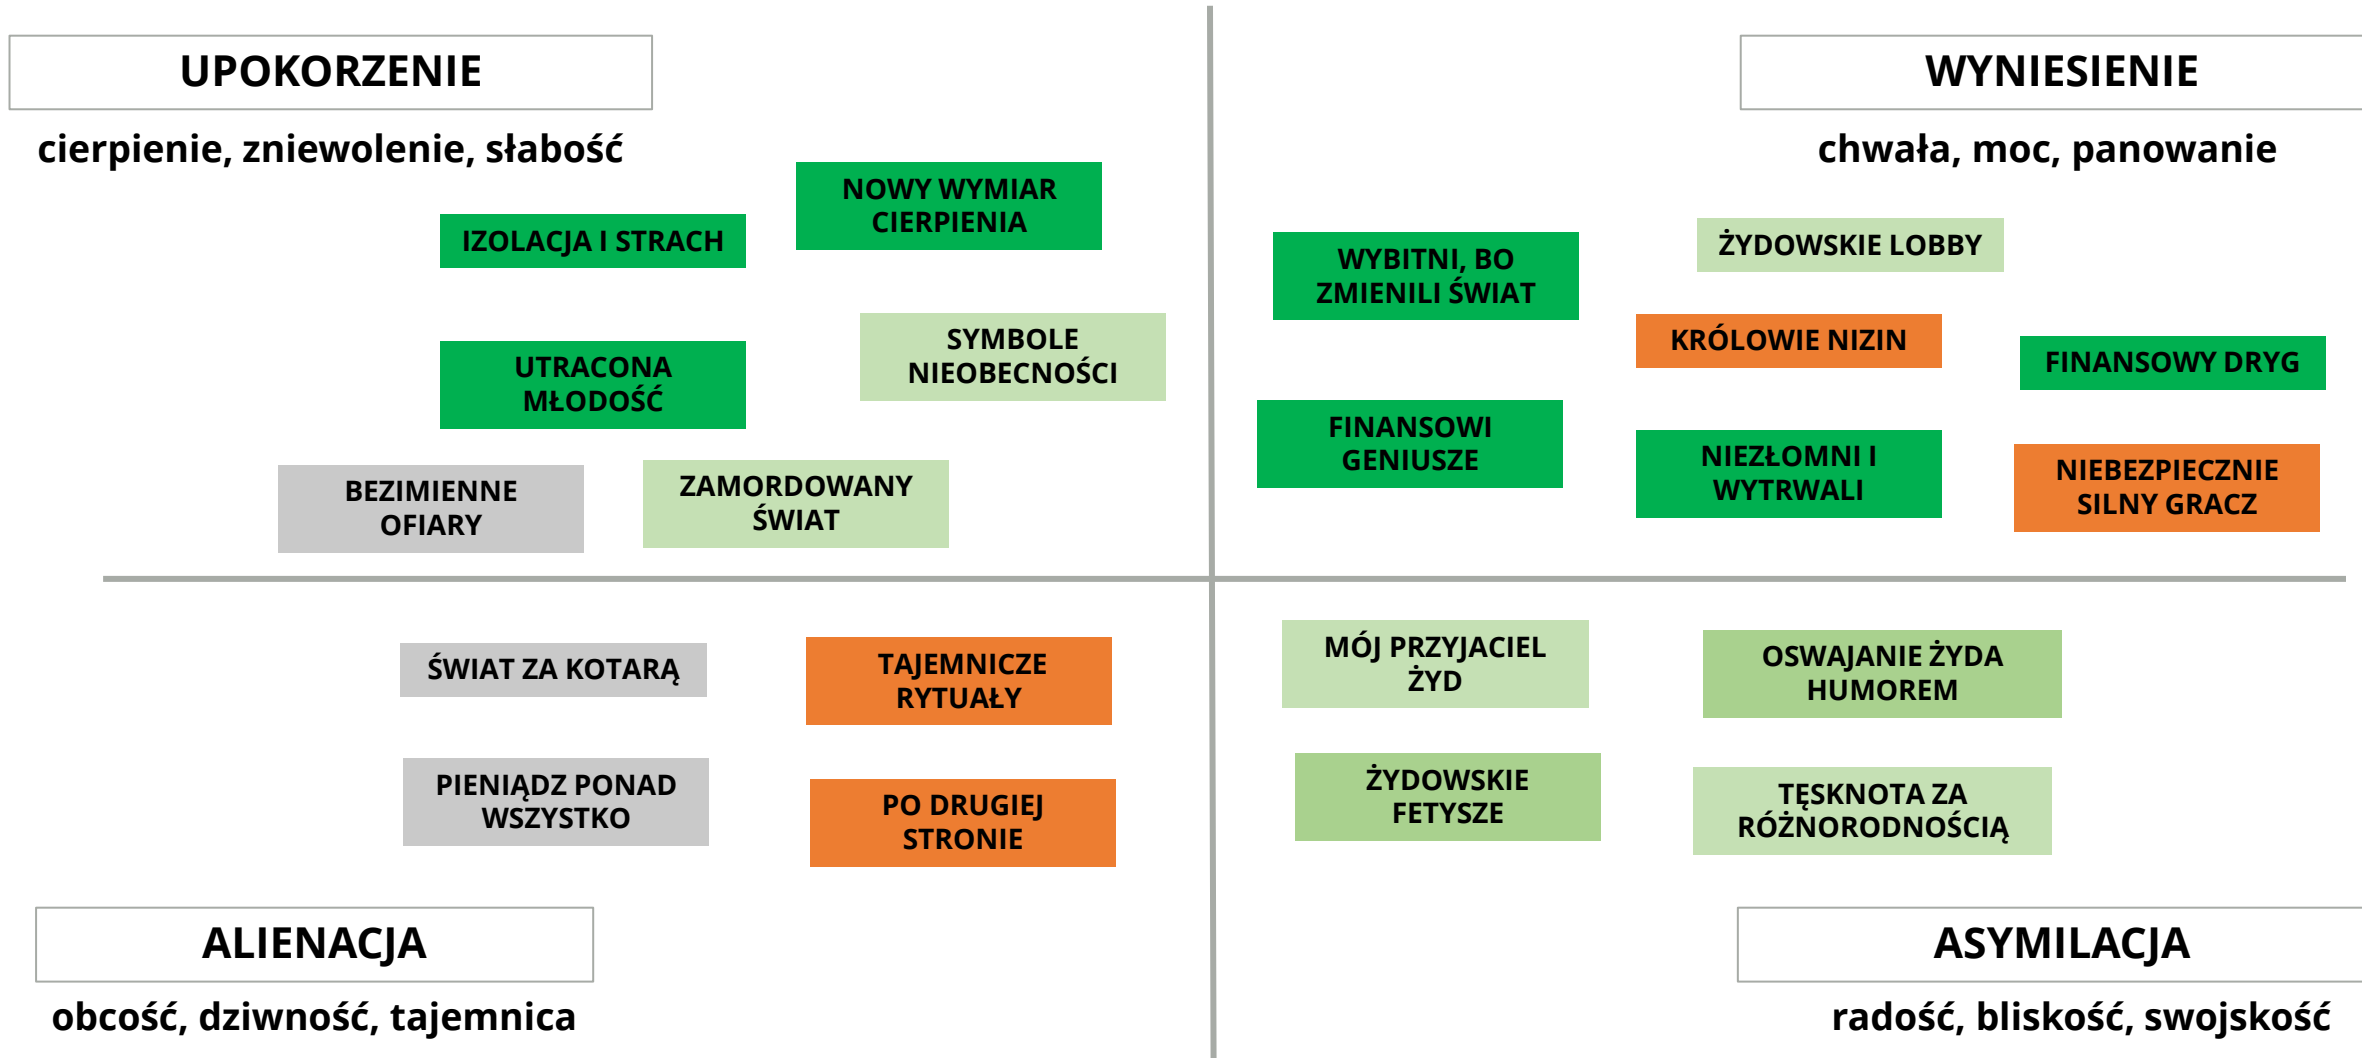 UPOKORZENIE
cierpienie, zniewolenie, słabość
IZOLACJA I STRACH
NOWY WYMIAR
CIERPIENIA
UTRACONA
MŁODOŚĆ
SYMBOLE
NIEOBECNOŚCI
BEZIMIENNE
OFIARY
ZAMORDOWANY
ŚWIAT
WYNIESIENIE
chwała, moc, panowanie
WYBITNI, BO
ZMIENILI ŚWIAT
ŻYDOWSKIE LOBBY
KRÓLOWIE NIZIN
FINANSOWY DRYG
FINANSOWI
GENIUSZE
NIEZŁOMNI I
WYTRWALI
NIEBEZPIECZNIE
SILNY GRACZ
ŚWIAT ZA KOTARĄ
TAJEMNICZE
RYTUAŁY
PIENIĄDZ PONAD
WSZYSTKO
PO DRUGIEJ
STRONIE
ALIENACJA
obcość, dziwność, tajemnica
MÓJ PRZYJACIEL
ŻYD
OSWAJANIE ŻYDA
HUMOREM
ŻYDOWSKIE
FETYSZE
TĘSKNOTA ZA
RÓŻNORODNOŚCIĄ
ASYMILACJA
radość, bliskość, swojskość